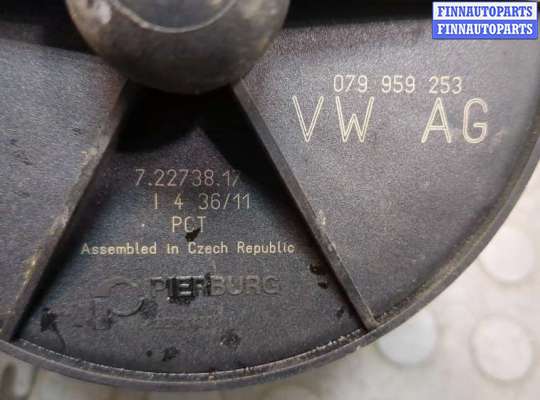 FINNAUTOPARTS
FINNAUTOPARTS
079 959 253
VW AG
7.22738.17
I 4 36/11
PCT
Assembled in Czech Republic
PIERBURG